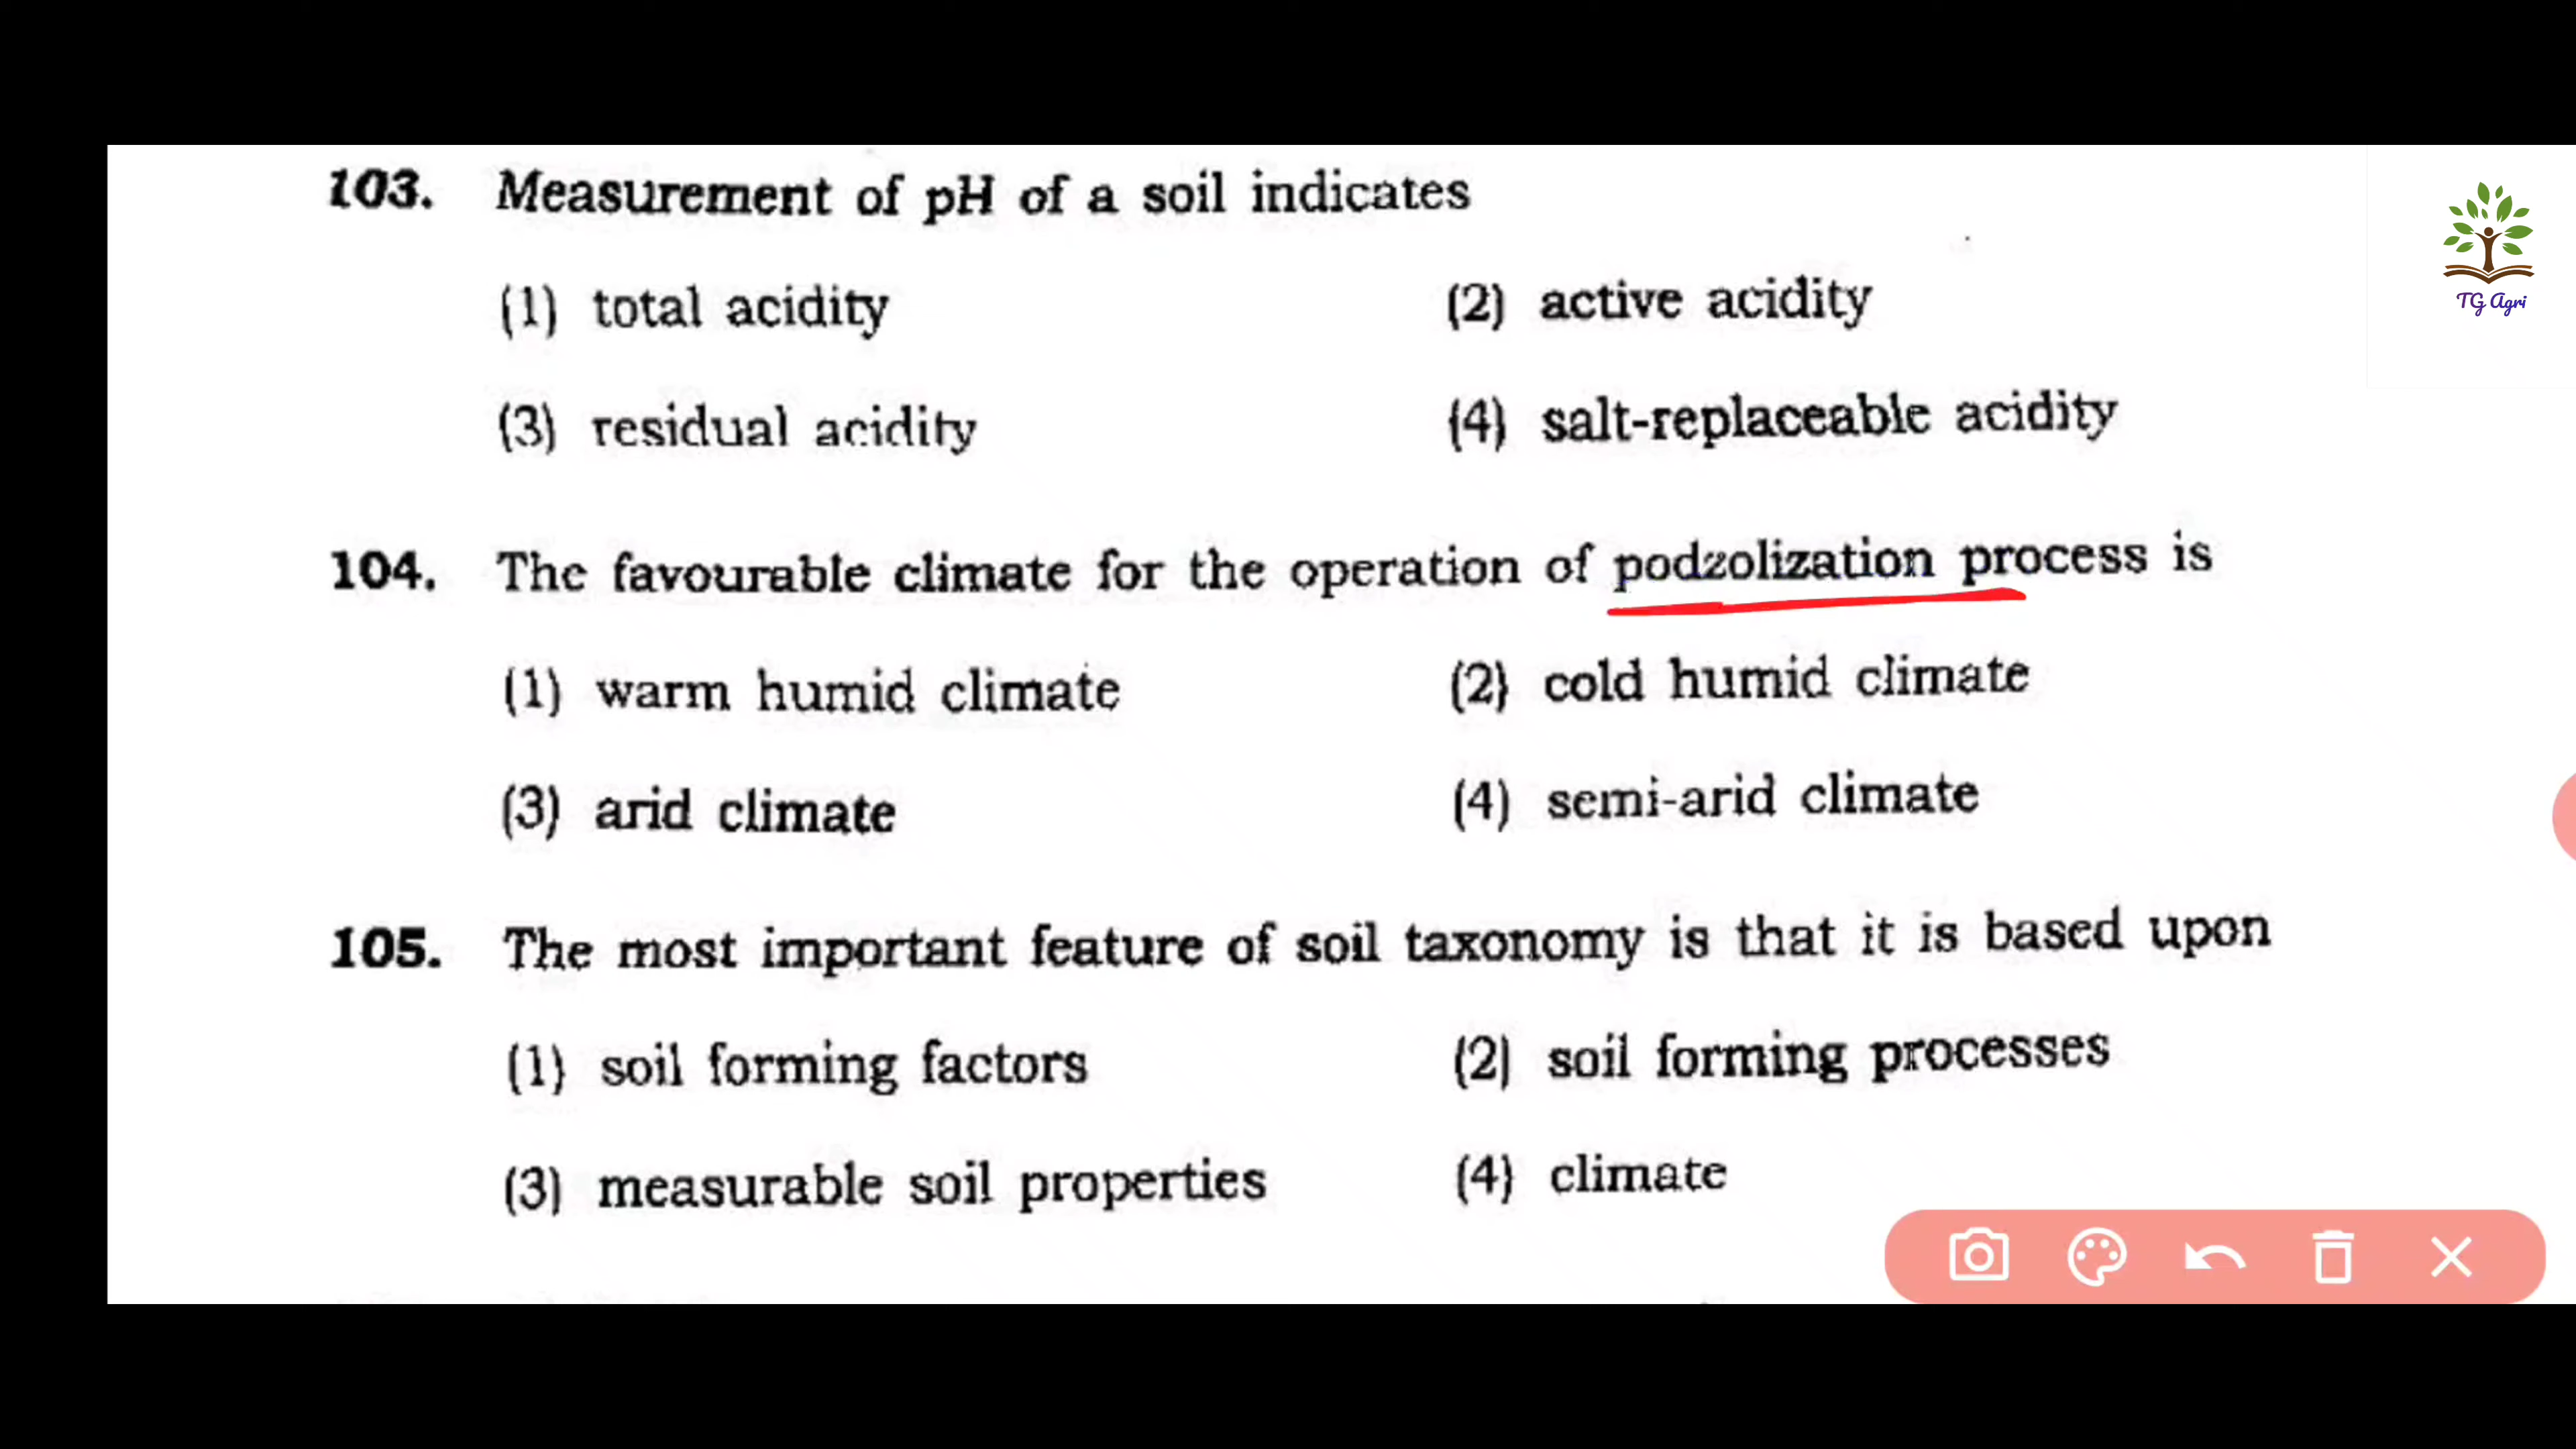 103. Measurement of pH of a soil indicates
(1) total acidity (2) active acidity
(3) residual acidity (4) salt-replaceable acidity
104. The favourable climate for the operation of podzolization process is
(1) warm humid climate (2) cold humid climate
(3) arid climate (4) semi-arid climate
105. The most important feature of soil taxonomy is that it is based upon
(1) soil forming factors (2) soil forming processes
(3) measurable soil properties (4) climate
TG Agri